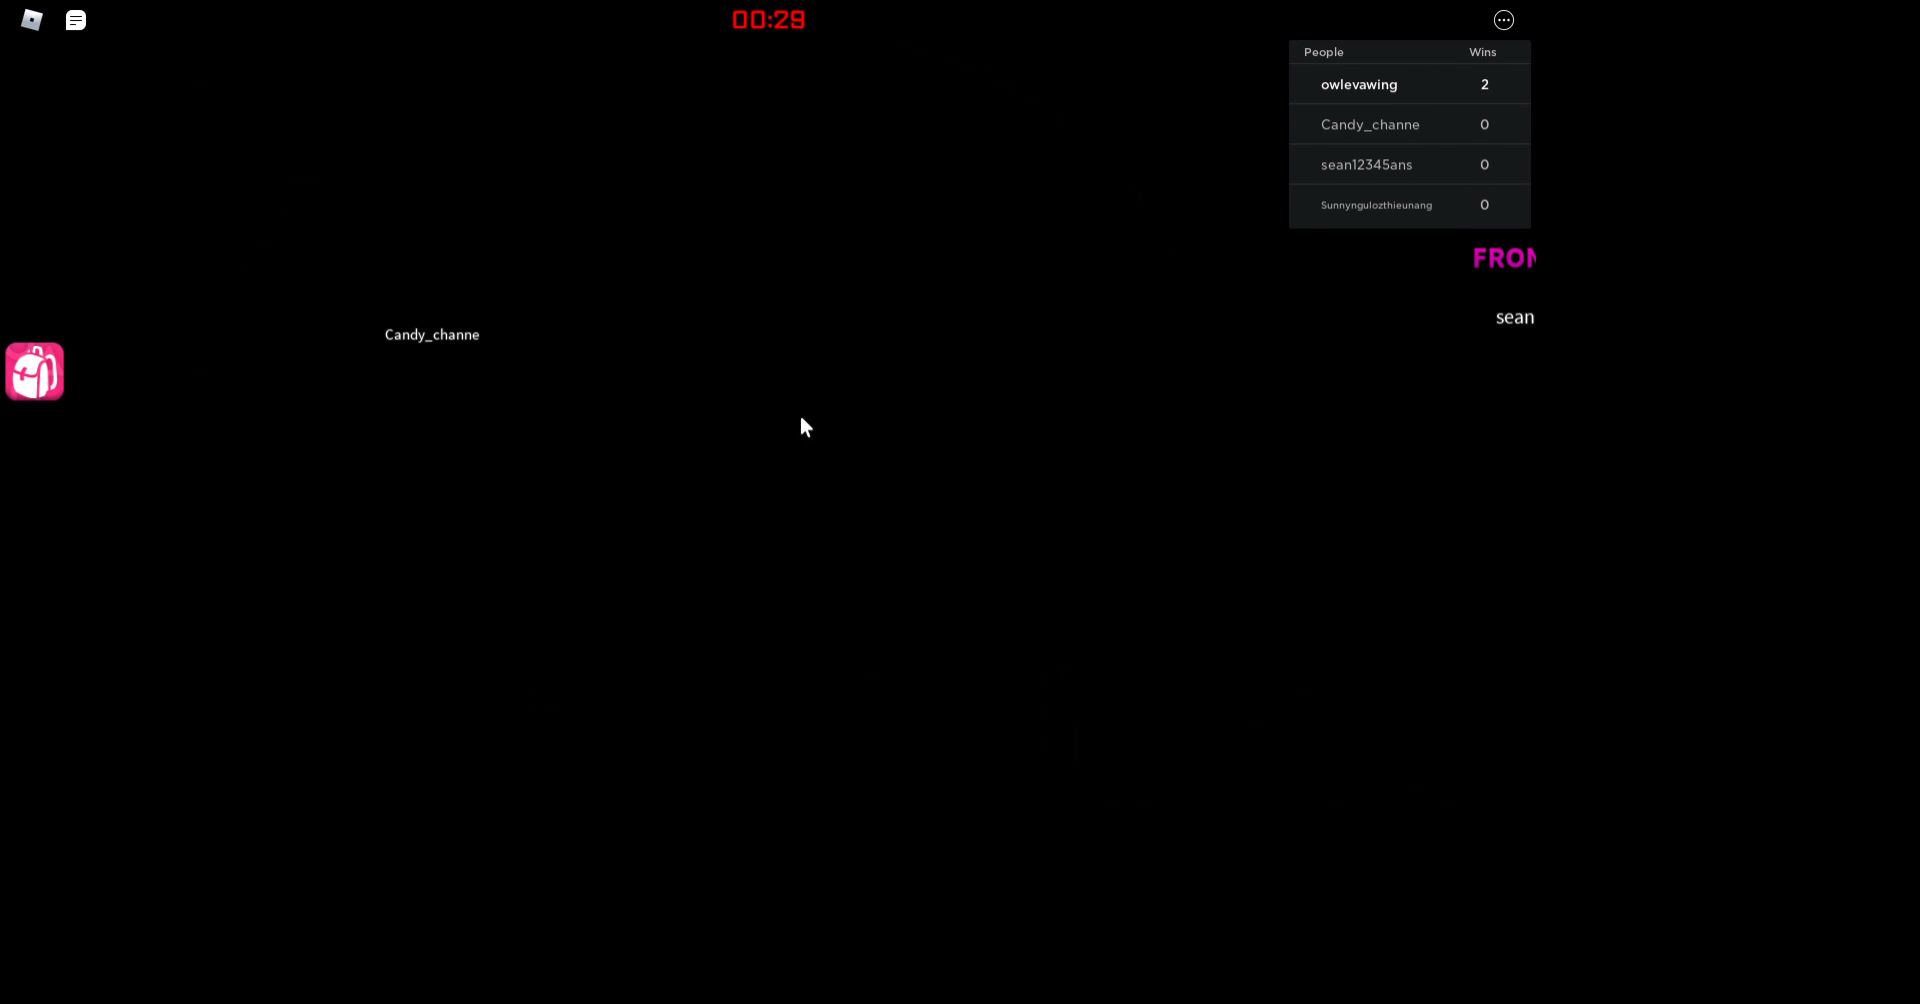 00:29
People Wins
owlevawing 2
Candy_channe 0
sean12345ans 0
Sunnyngulozthieunang 0
FRON
sean
Candy_channe